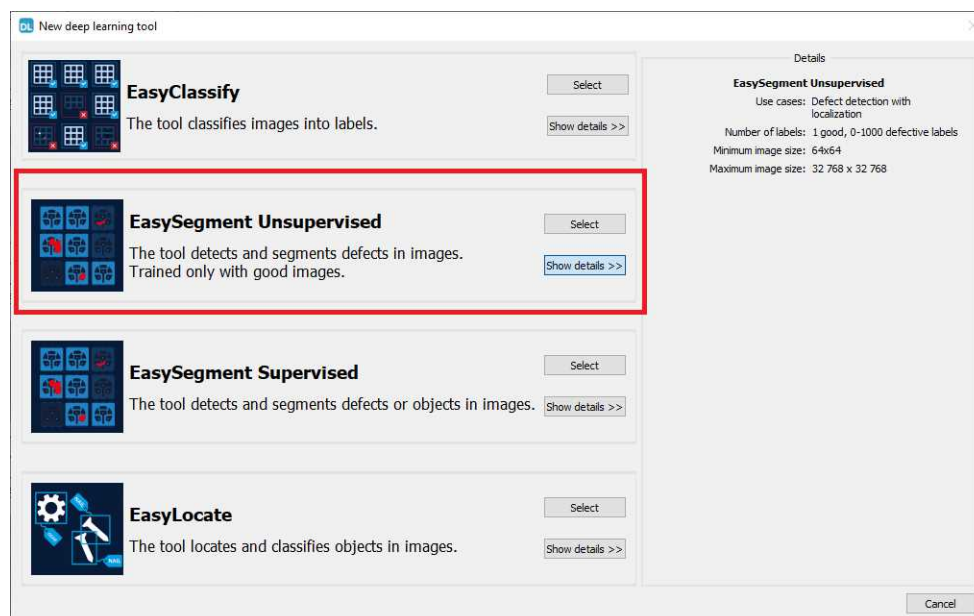 DL New deep learning tool
EasyClassify
The tool classifies images into labels.
Select
Show details >>
EasySegment Unsupervised
The tool detects and segments defects in images.
Trained only with good images.
Select
Show details >>
EasySegment Supervised
The tool detects and segments defects or objects in images.
Select
Show details >>
EasyLocate
The tool locates and classifies objects in images.
Select
Show details >>
Details
EasySegment Unsupervised
Use cases: Defect detection with
localization
Number of labels: 1 good, 0-1000 defective labels
Minimum image size: 64x64
Maximum image size: 32 768 x 32 768
Cancel